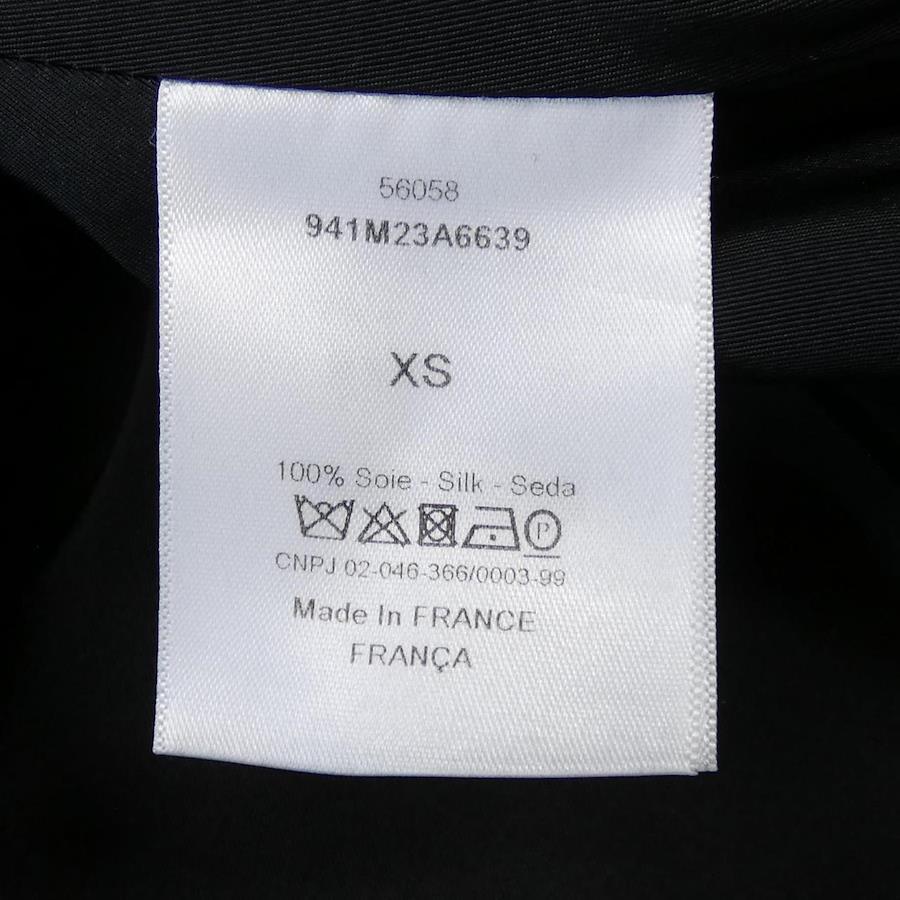 56058
941M23A6639
XS
100% Soie - Silk - Seda
P
CNPJ 02-046-366/0003-99
Made In FRANCE
FRANÇA